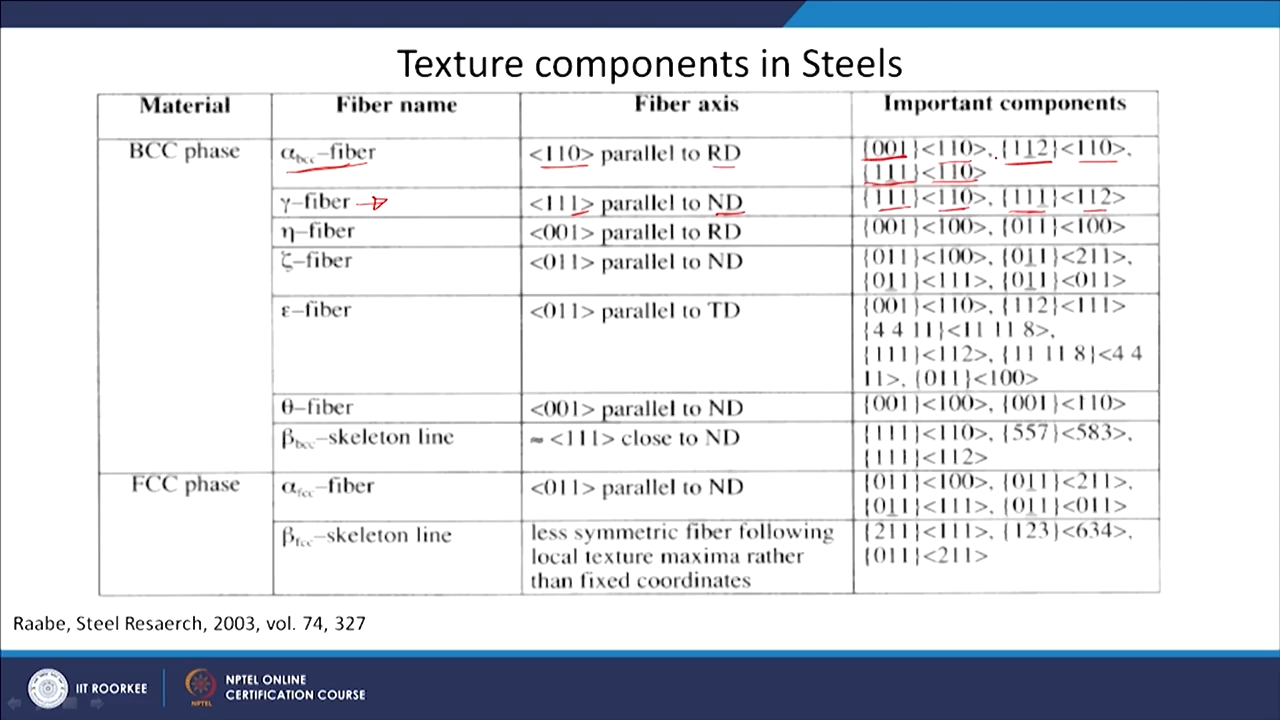 Texture components in Steels
Material Fiber name Fiber axis Important components
BCC phase α_bcc–fiber <110> parallel to RD {001}<110>, {112}<110>,
{111}<110>
γ–fiber <111> parallel to ND {111}<110>, {111}<112>
η–fiber <001> parallel to RD {001}<100>, {011}<100>
ζ–fiber <011> parallel to ND {011}<100>, {011}<211>,
{011}<111>, {011}<011>
ε–fiber <011> parallel to TD {001}<110>, {112}<111>
{4 4 11}<11 11 8>,
{111}<112>, {11 11 8}<4 4
11>, {011}<100>
θ–fiber <001> parallel to ND {001}<100>, {001}<110>
β_bcc–skeleton line ≈ <111> close to ND {111}<110>, {557}<583>,
{111}<112>
FCC phase α_fcc–fiber <011> parallel to ND {011}<100>, {011}<211>,
{011}<111>, {011}<011>
β_fcc–skeleton line less symmetric fiber following {211}<111>, {123}<634>,
local texture maxima rather {011}<211>
than fixed coordinates
Raabe, Steel Resaerch, 2003, vol. 74, 327
IIT ROORKEE
NPTEL ONLINE
CERTIFICATION COURSE
NPTEL